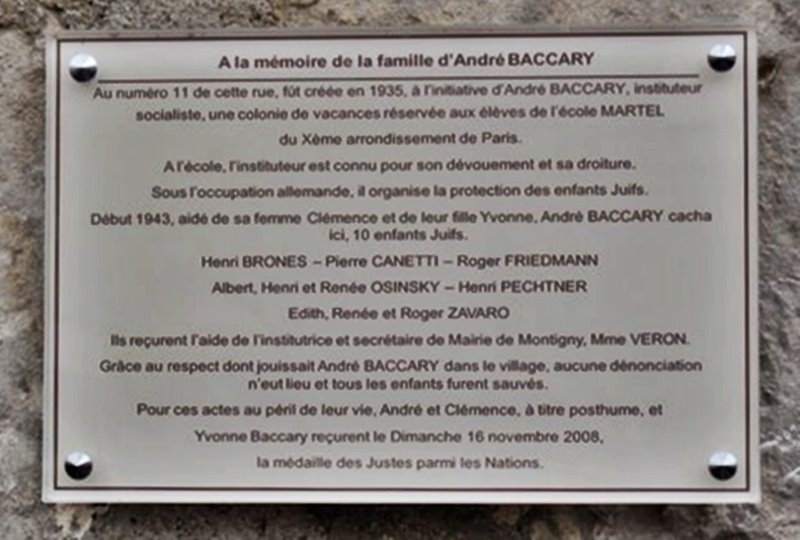 A la mémoire de la famille d'André BACCARY
Au numéro 11 de cette rue, fût créée en 1935, à l'initiative d'André BACCARY, instituteur
socialiste, une colonie de vacances réservée aux élèves de l'école MARTEL
du Xème arrondissement de Paris.
A l'école, l'instituteur est connu pour son dévouement et sa droiture.
Sous l'occupation allemande, il organise la protection des enfants Juifs.
Début 1943, aidé de sa femme Clémence et de leur fille Yvonne, André BACCARY cacha
ici, 10 enfants Juifs.
Henri BRONES – Pierre CANETTI – Roger FRIEDMANN
Albert, Henri et Renée OSINSKY – Henri PECHTNER
Edith, Renée et Roger ZAVARO
Ils reçurent l'aide de l'institutrice et secrétaire de Mairie de Montigny, Mme VERON.
Grâce au respect dont jouissait André BACCARY dans le village, aucune dénonciation
n'eut lieu et tous les enfants furent sauvés.
Pour ces actes au péril de leur vie, André et Clémence, à titre posthume, et
Yvonne Baccary reçurent le Dimanche 16 novembre 2008,
la médaille des Justes parmi les Nations.